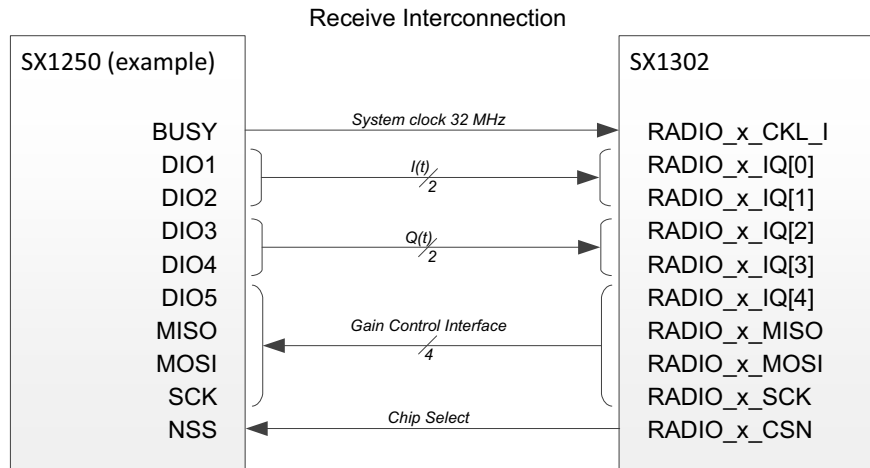 Receive Interconnection
SX1250 (example)
SX1302
BUSY
System clock 32 MHz
RADIO_x_CKL_I
DIO1
I(t)
2
RADIO_x_IQ[0]
DIO2
RADIO_x_IQ[1]
DIO3
Q(t)
2
RADIO_x_IQ[2]
DIO4
RADIO_x_IQ[3]
DIO5
RADIO_x_IQ[4]
MISO
Gain Control Interface
4
RADIO_x_MISO
MOSI
RADIO_x_MOSI
SCK
RADIO_x_SCK
NSS
Chip Select
RADIO_x_CSN